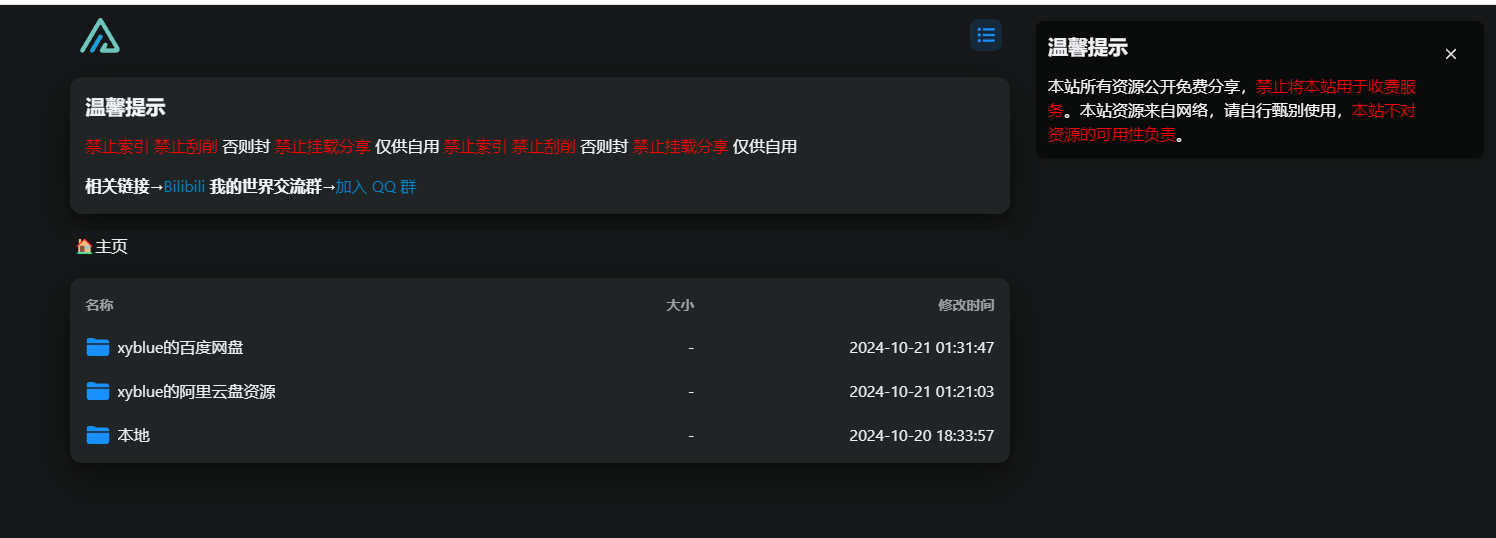 温馨提示
禁止索引 禁止刮削 否则封 禁止挂载分享 仅供自用 禁止索引 禁止刮削 否则封 禁止挂载分享 仅供自用
相关链接→Bilibili 我的世界交流群→加入 QQ 群
🏠主页
名称 大小 修改时间
xyblue的百度网盘 - 2024-10-21 01:31:47
xyblue的阿里云盘资源 - 2024-10-21 01:21:03
本地 - 2024-10-20 18:33:57
温馨提示
本站所有资源公开免费分享，禁止将本站用于收费服
务。本站资源来自网络，请自行甄别使用，本站不对
资源的可用性负责。